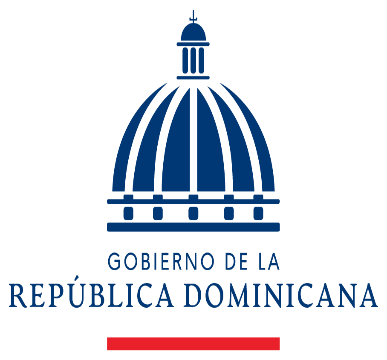 GOBIERNO DE LA
REPÚBLICA DOMINICANA